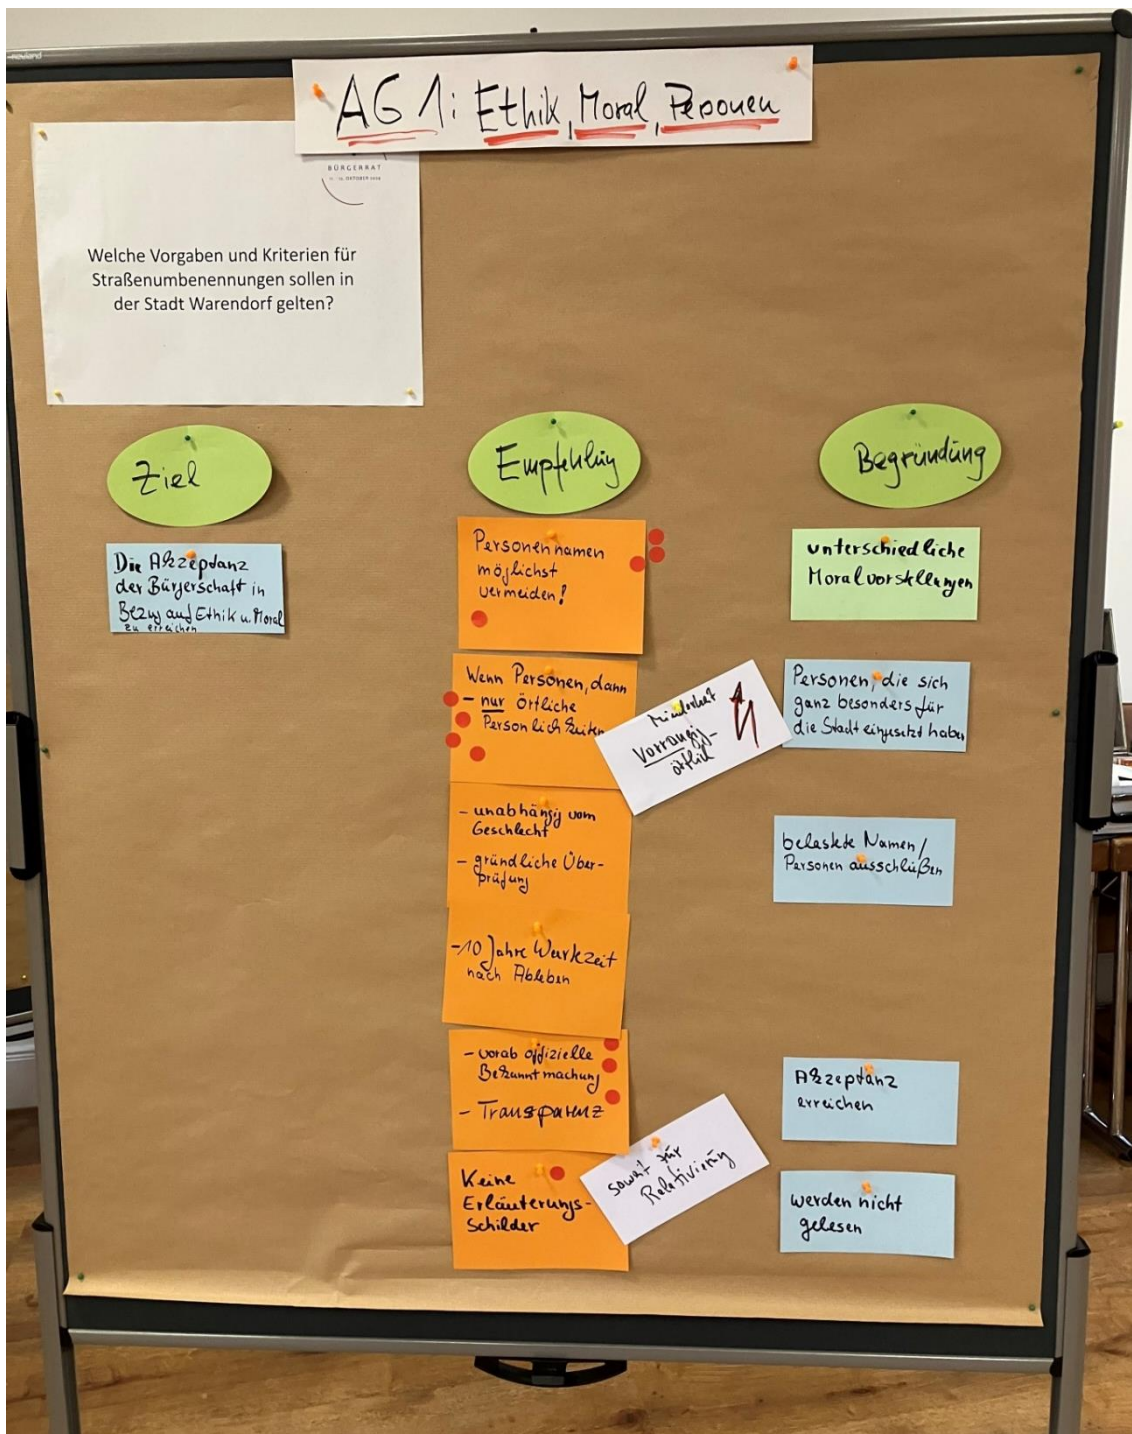 AG 1: Ethik, Moral, Personen
BÜRGERRAT
Welche Vorgaben und Kriterien für
Straßenumbenennungen sollen in
der Stadt Warendorf gelten?
Ziel
Die Akzeptanz
der Bürgerschaft in
Bezug auf Ethik u. Moral
zu erreichen
Empfehlung
Personennamen
möglichst
vermeiden!
Wenn Personen, dann
- nur örtliche
Persönlichkeiten
Minderheit
Vorrangig
örtlich
- unabhängig vom
Geschlecht
- gründliche Über-
prüfung
-10 Jahre
nach Ableben
- vorab offizielle
Bekanntmachung
- Transparenz
Keine
Erläuterungs-
schilder
soweit zur
Relativierung
Begründung
unterschiedliche
Moralvorstellungen
Personen, die sich
ganz besonders für
die Stadt eingesetzt haben
belastete Namen/
Personen ausschlüßen
Akzeptanz
erreichen
werden nicht
gelesen